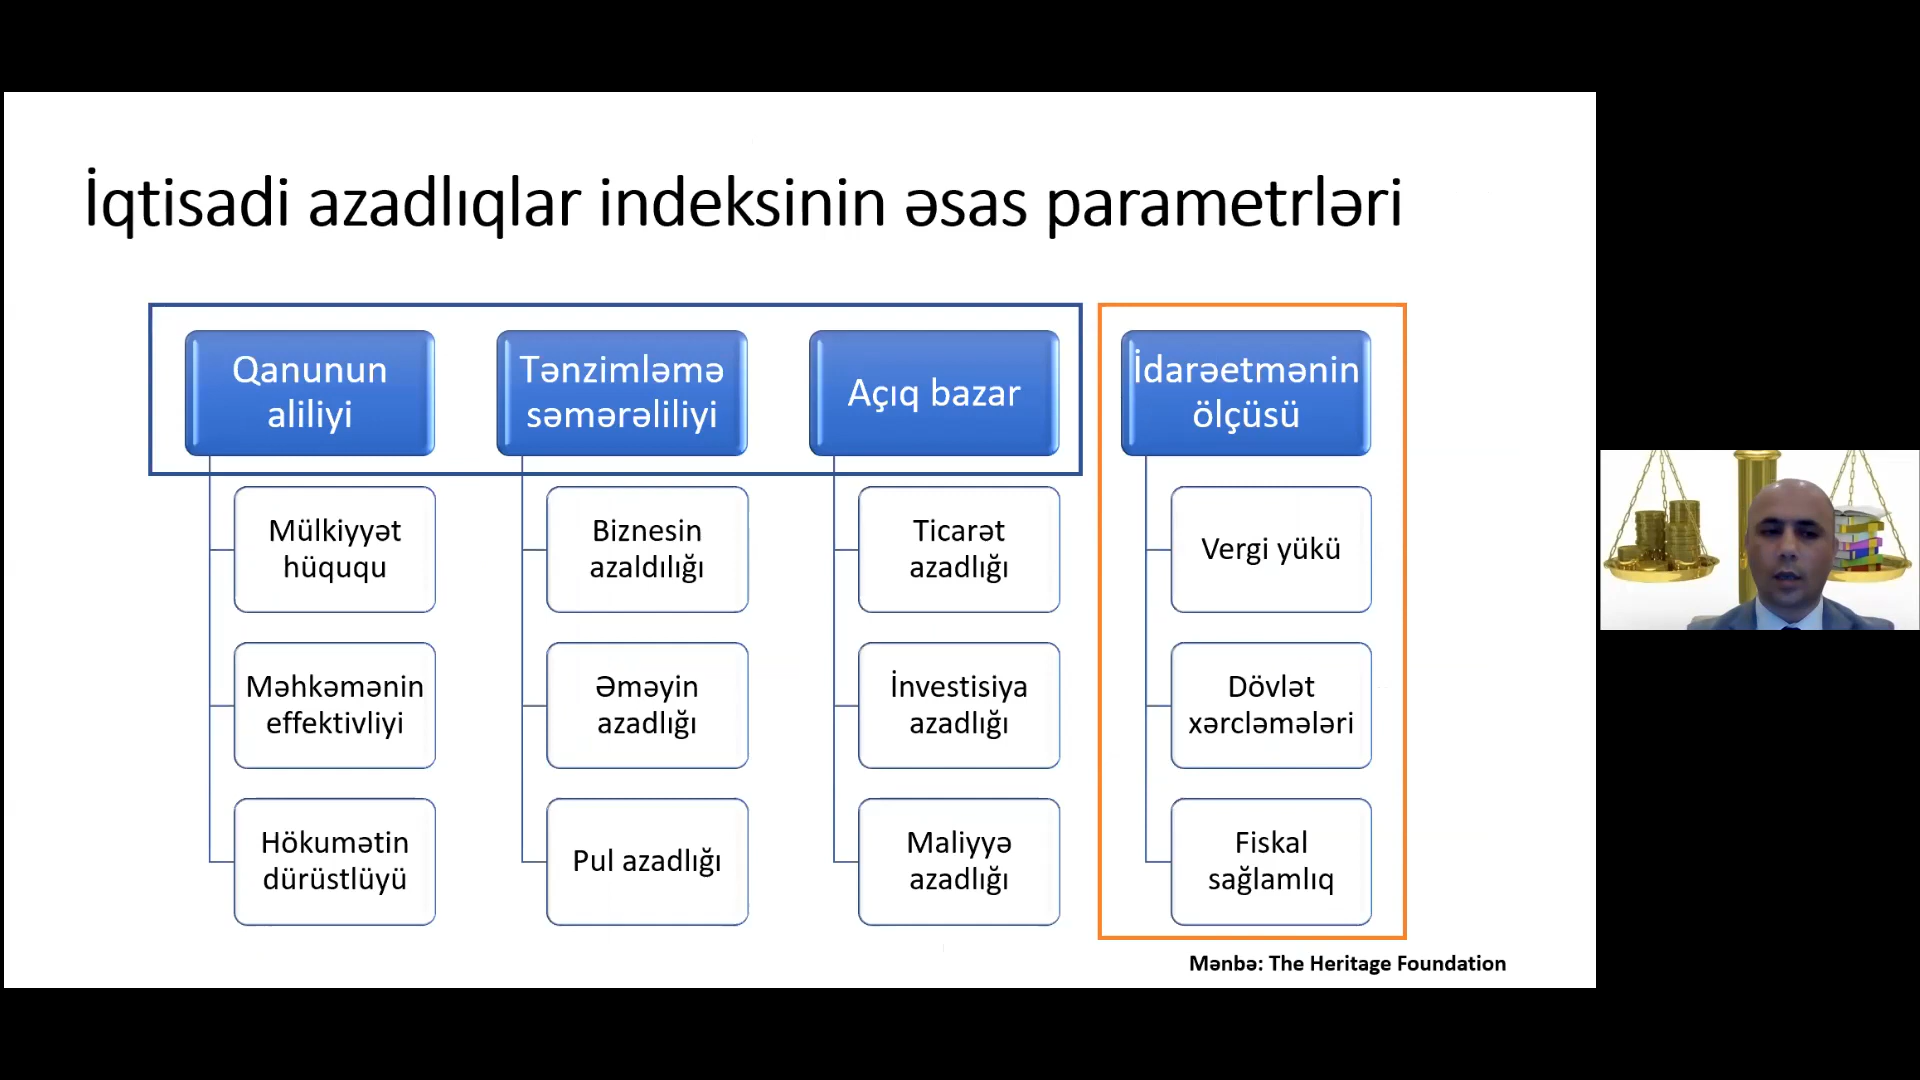 İqtisadi azadlıqlar indeksinin əsas parametrləri
Qanunun
aliliyi
Mülkiyyət
hüququ
Məhkəmənin
effektivliyi
Hökumətin
dürüstlüyü
Tənzimləmə
səmərəliliyi
Biznesin
azaldılığı
Əməyin
azadlığı
Pul azadlığı
Açıq bazar
Ticarət
azadlığı
İnvestisiya
azadlığı
Maliyyə
azadlığı
İdarəetmənin
ölçüsü
Vergi yükü
Dövlət
xərcləmələri
Fiskal
sağlamlıq
Mənbə: The Heritage Foundation